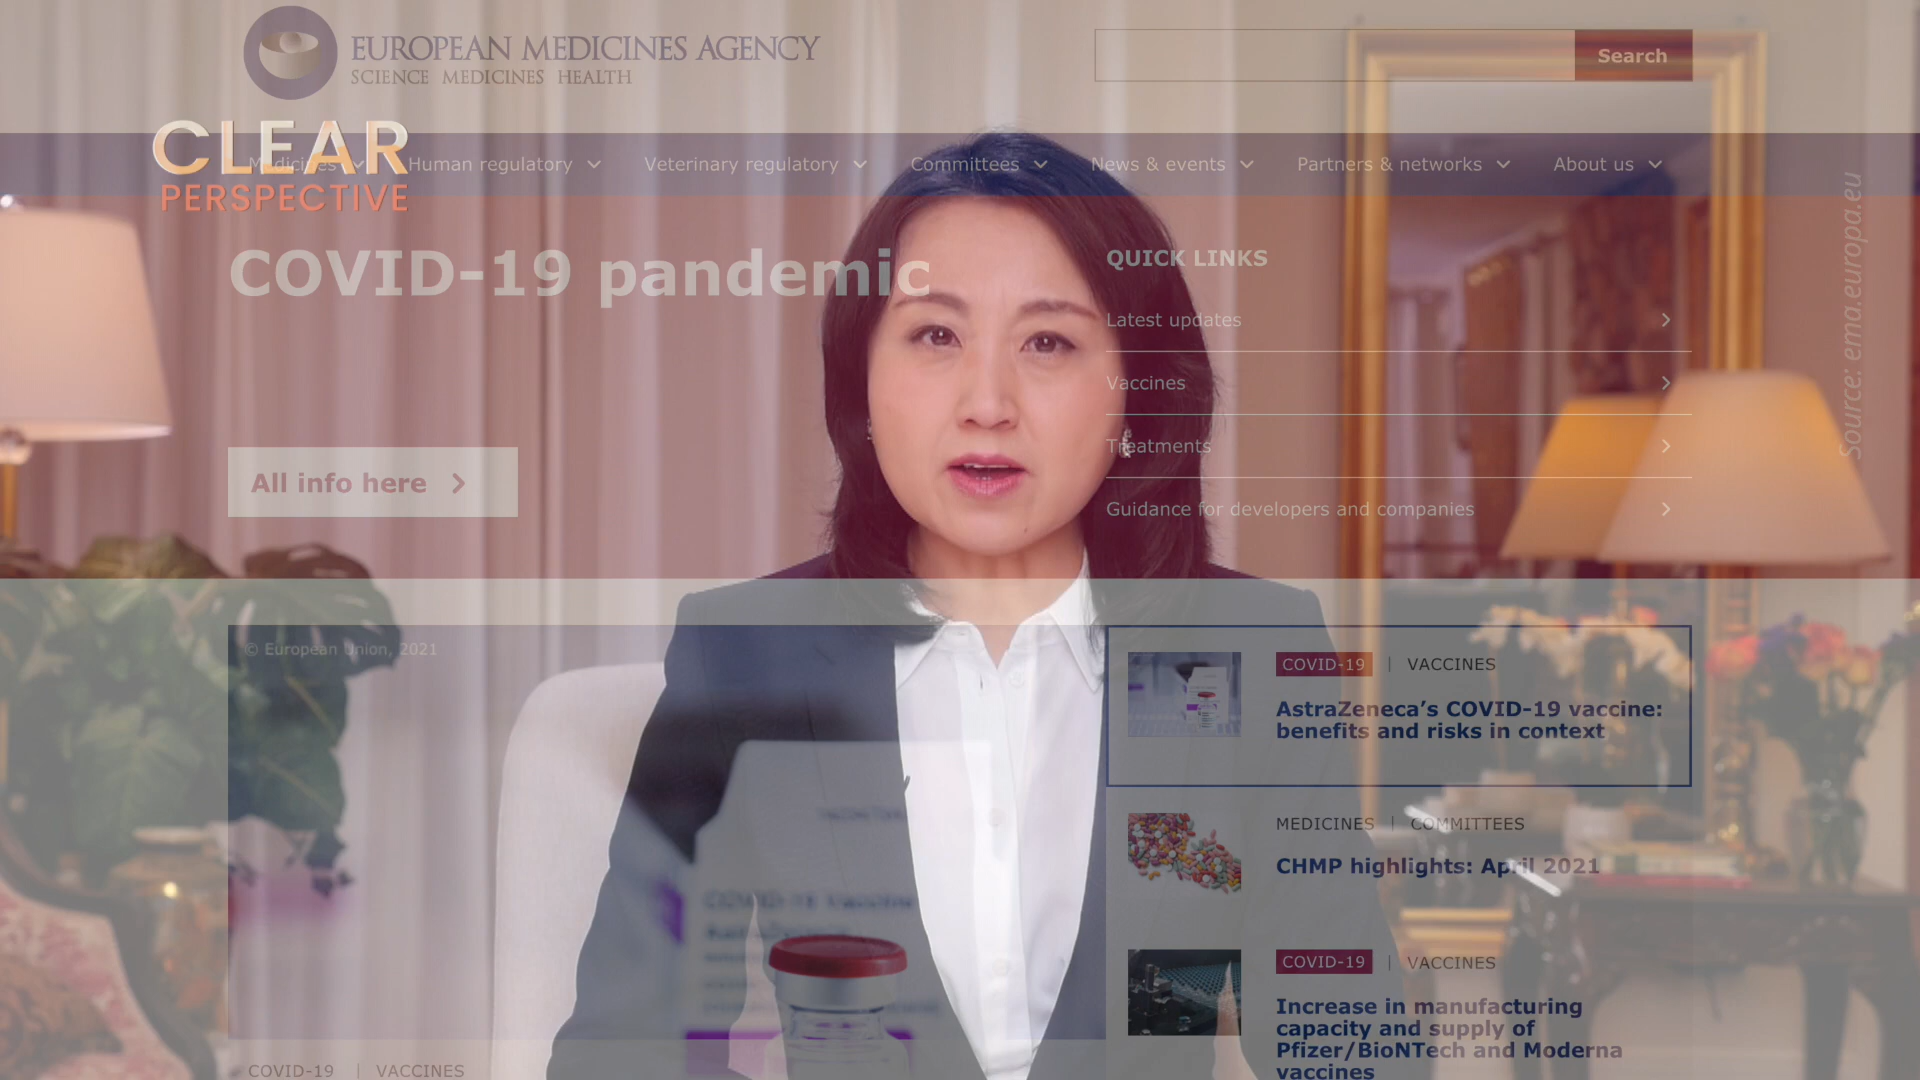 EUROPEAN MEDICINES AGENCY
SCIENCE MEDICINES HEALTH
Search
CLEAR
PERSPECTIVE
Medicines
Human regulatory
Veterinary regulatory
Committees
News & events
Partners & networks
About us
COVID-19 pandemic
All info here
QUICK LINKS
Latest updates
Vaccines
Treatments
Guidance for developers and companies
Source: ema.europa.eu
© European Union, 2021
COVID-19 Vaccine
COVID-19 | VACCINES
COVID-19 | VACCINES
AstraZeneca’s COVID-19 vaccine:
benefits and risks in context
MEDICINES | COMMITTEES
CHMP highlights: April 2021
COVID-19 | VACCINES
Increase in manufacturing
capacity and supply of
Pfizer/BioNTech and Moderna
vaccines